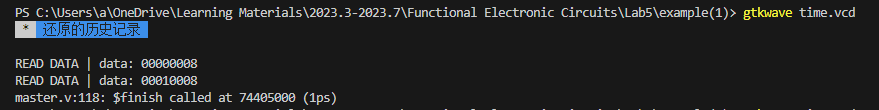 PS C:\Users\a\OneDrive\Learning Materials\2023.3-2023.7\Functional Electronic Circuits\Lab5\example(1)> gtkwave time.vcd
* 还原的历史记录
READ DATA | data: 00000008
READ DATA | data: 00010008
master.v:118: $finish called at 74405000 (1ps)